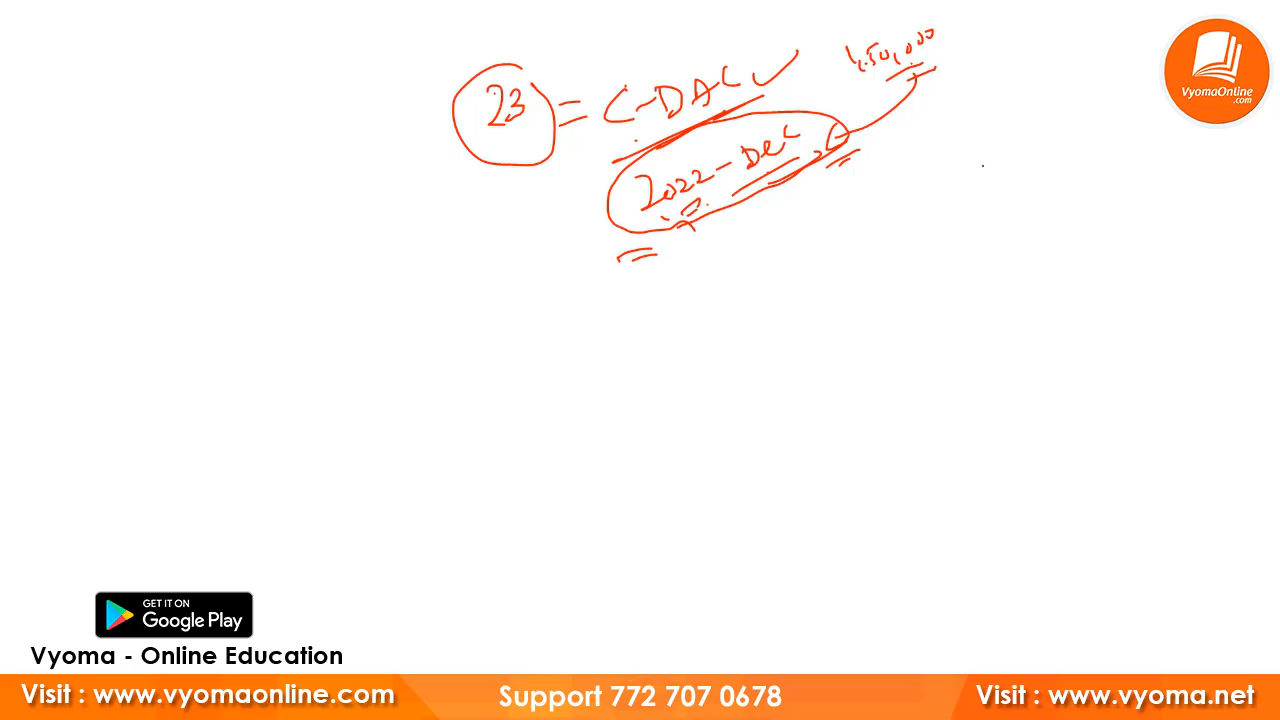 1,50,000
23 = C-DAC
2022 - Dec
VyomaOnline
.com
GET IT ON
Google Play
Vyoma - Online Education
Visit : www.vyomaonline.com
Support 772 707 0678
Visit : www.vyoma.net